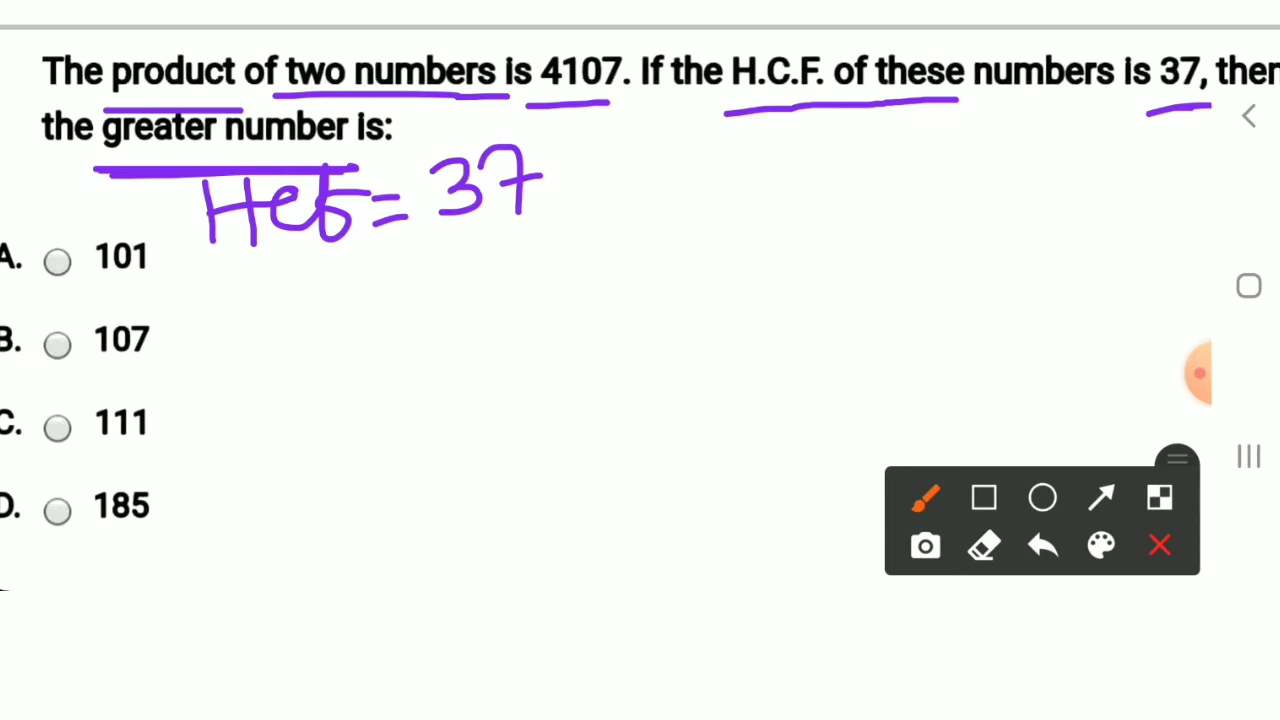 The product of two numbers is 4107. If the H.C.F. of these numbers is 37, then
the greater number is:
Hcf = 37
A. 101
B. 107
C. 111
D. 185